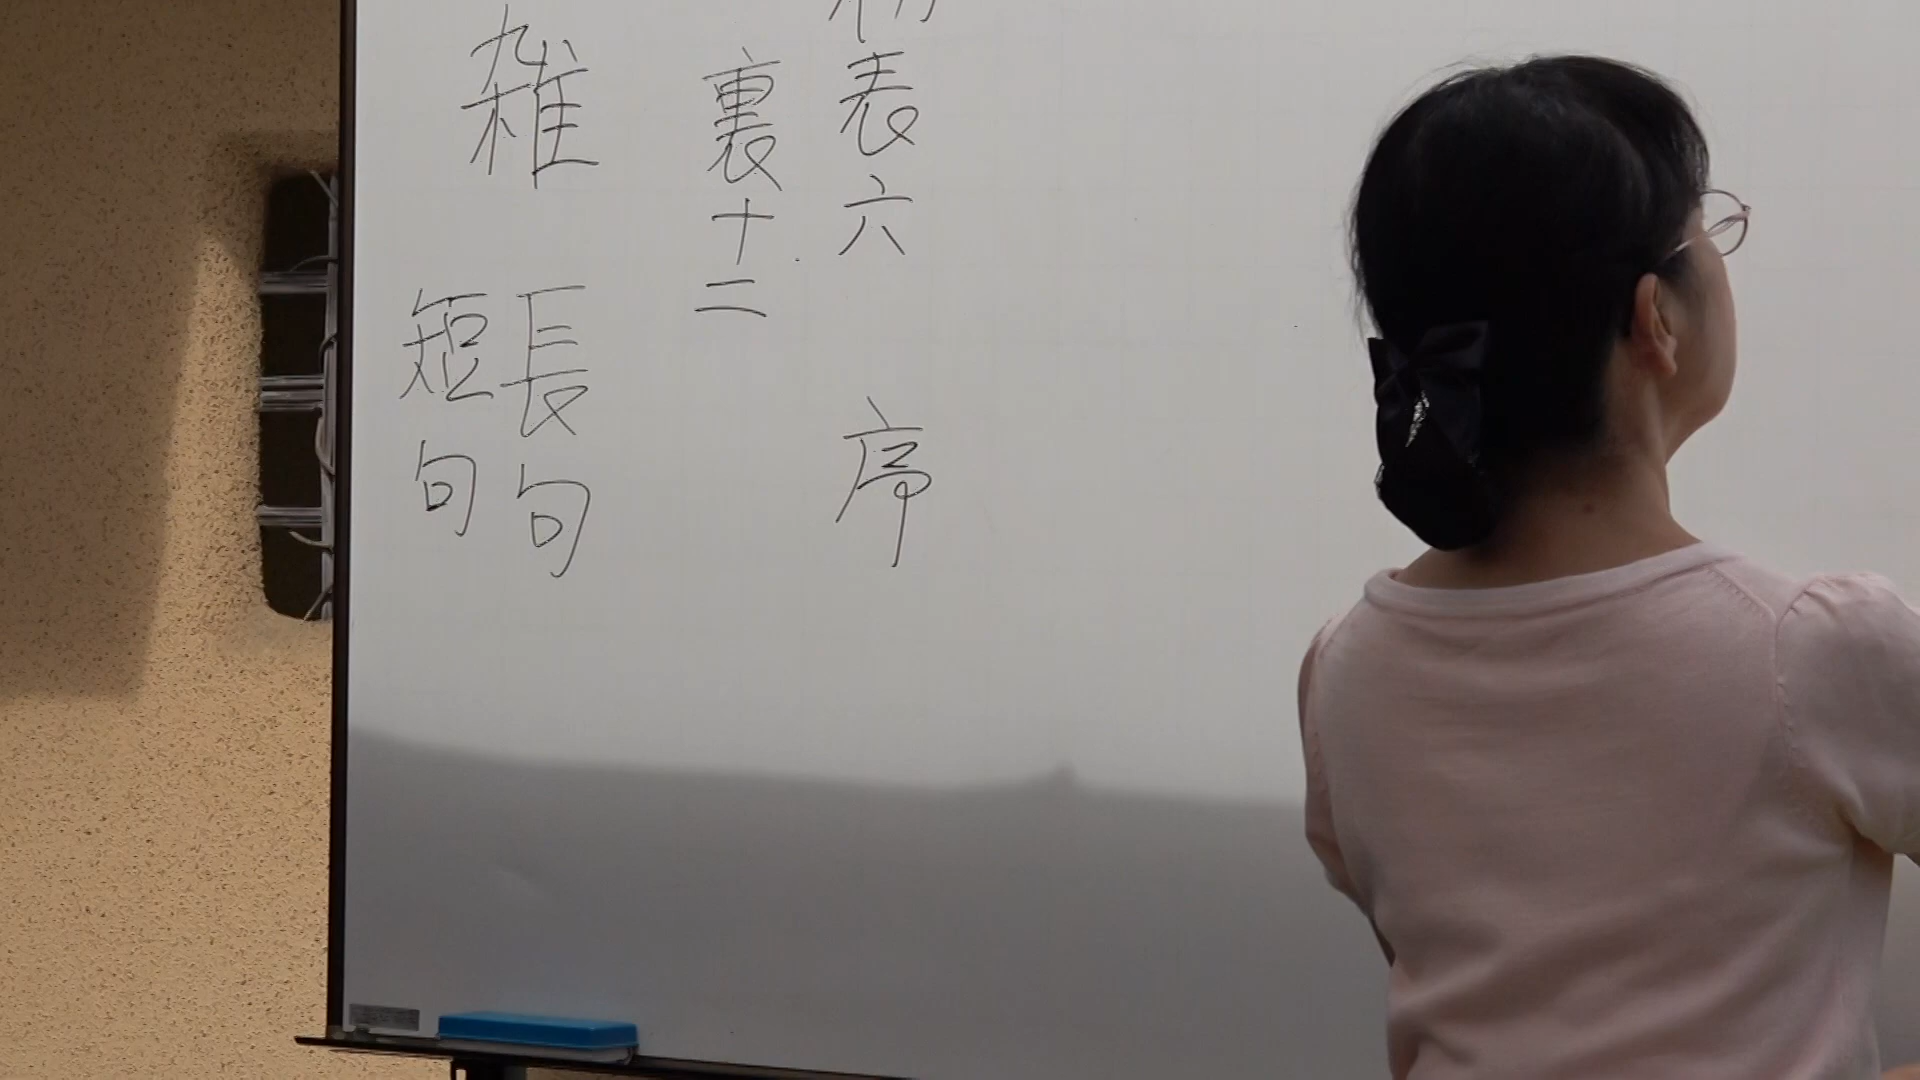 表六 序
裏十二
雑 長句
短句